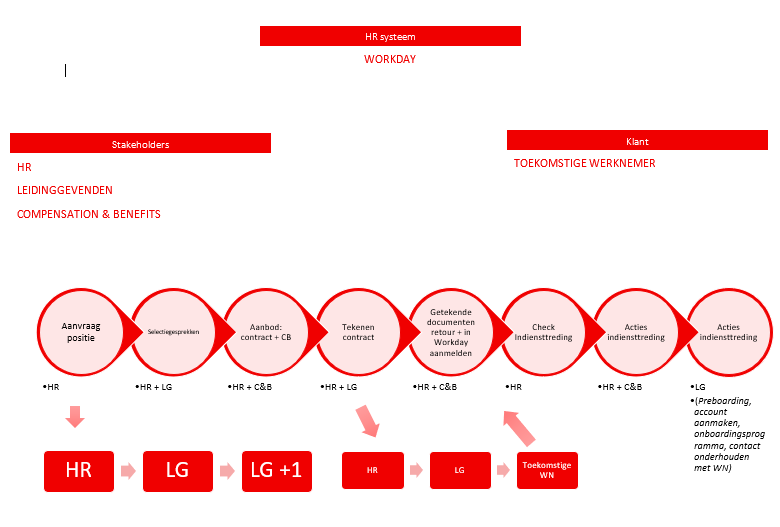 HR systeem
WORKDAY
Stakeholders
HR
LEIDINGGEVENDEN
COMPENSATION & BENEFITS
Klant
TOEKOMSTIGE WERKNEMER
Aanvraag
positie
•HR
Selectiegesprekken
•HR + LG
Aanbod:
contract + CB
•HR + C&B
Tekenen
contract
•HR + LG
Getekende
documenten
retour + in
Workday
aanmelden
•HR + C&B
Check
Indiensttreding
•HR
Acties
indiensttreding
•HR + C&B
Acties
indiensttreding
•LG
•(Preboarding,
account
aanmaken,
onboardingsprog
ramma, contact
onderhouden
met WN)
HR
LG
LG +1
HR
LG
Toekomstige
WN